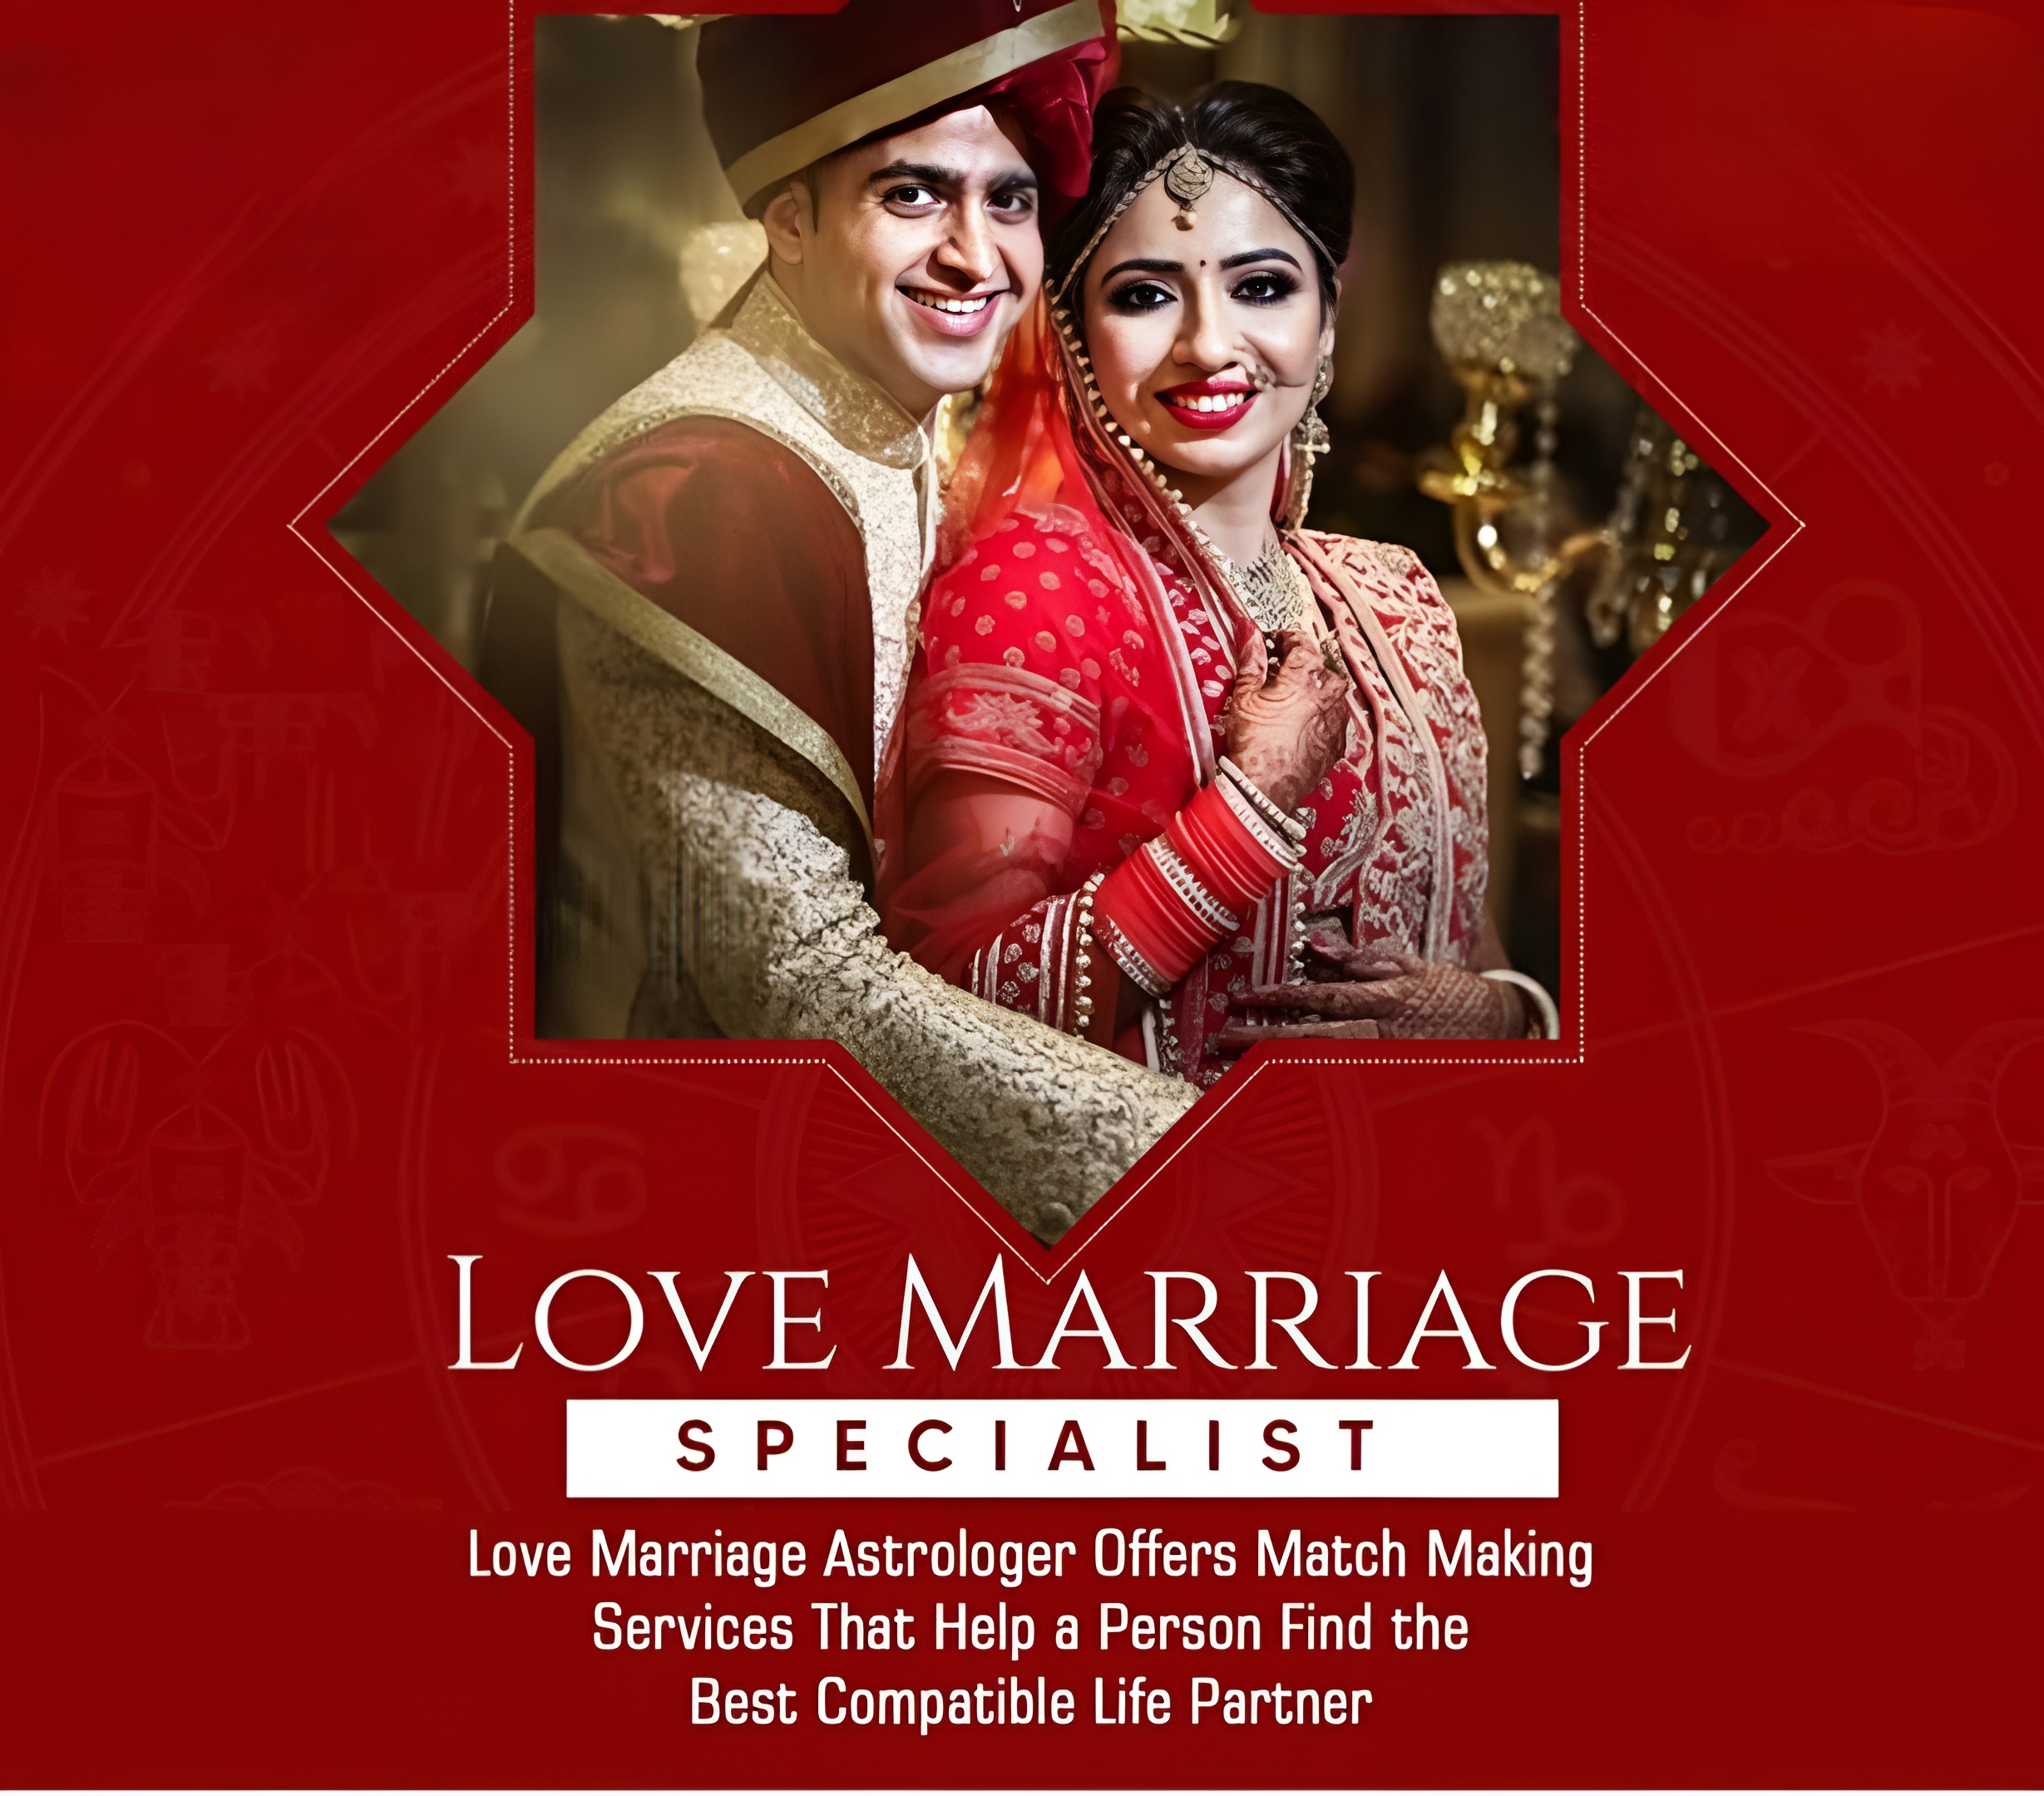 LOVE MARRIAGE
SPECIALIST
Love Marriage Astrologer Offers Match Making
Services That Help a Person Find the
Best Compatible Life Partner